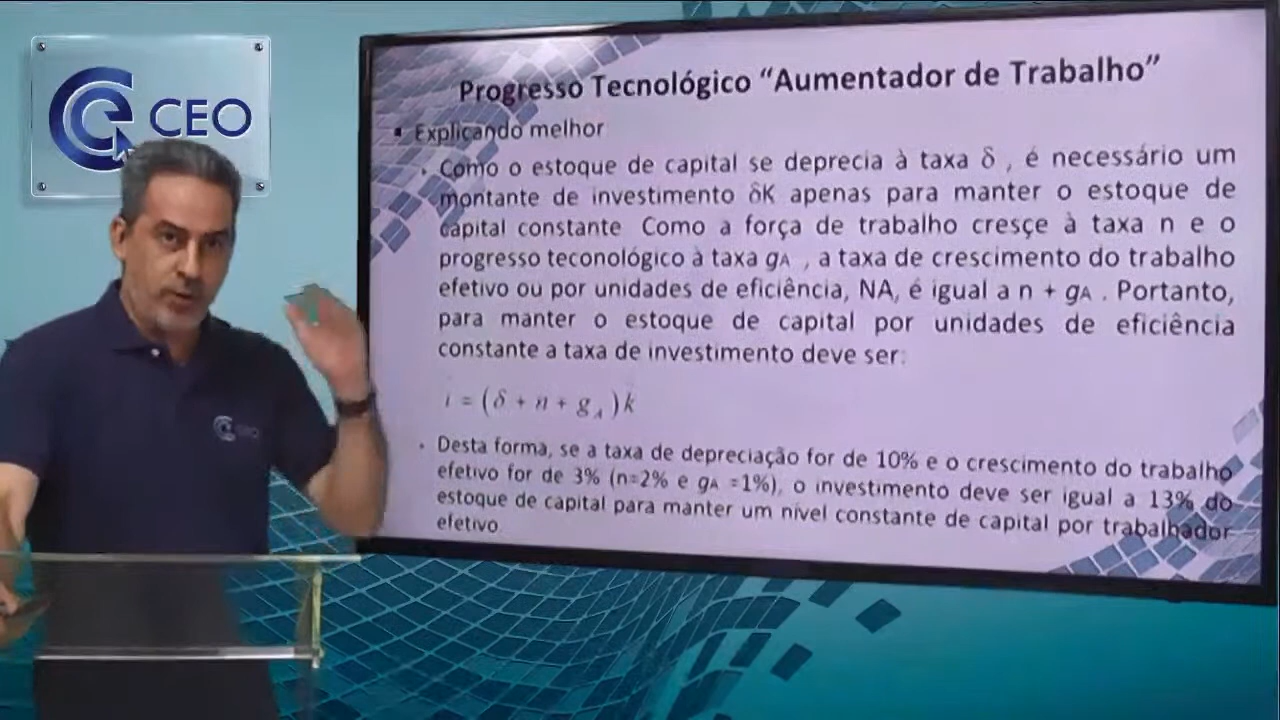 CEO
Progresso Tecnológico “Aumentador de Trabalho”
▪ Explicando melhor
• Como o estoque de capital se deprecia à taxa δ , é necessário um
montante de investimento δK apenas para manter o estoque de
capital constante Como a força de trabalho cresçe à taxa n e o
progresso teconológico à taxa gA , a taxa de crescimento do trabalho
efetivo ou por unidades de eficiência, NA, é igual a n + gA . Portanto,
para manter o estoque de capital por unidades de eficiência
constante a taxa de investimento deve ser:
i = (δ + n + gA)k
• Desta forma, se a taxa de depreciação for de 10% e o crescimento do trabalho
efetivo for de 3% (n=2% e gA =1%), o investimento deve ser igual a 13% do
estoque de capital para manter um nível constante de capital por trabalhador
efetivo
CEO